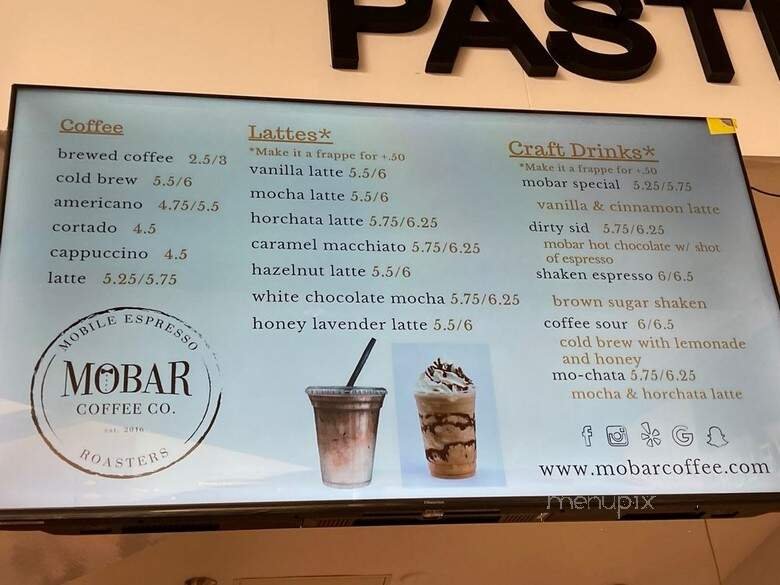 PAST
Coffee
brewed coffee 2.5/3
cold brew 5.5/6
americano 4.75/5.5
cortado 4.5
cappuccino 4.5
latte 5.25/5.75
MOBILE ESPRESSO
MOBAR
COFFEE CO.
est. 2016
ROASTERS
Lattes*
*Make it a frappe for +.50
vanilla latte 5.5/6
mocha latte 5.5/6
horchata latte 5.75/6.25
caramel macchiato 5.75/6.25
hazelnut latte 5.5/6
white chocolate mocha 5.75/6.25
honey lavender latte 5.5/6
Craft Drinks*
*Make it a frappe for +.50
mobar special 5.25/5.75
vanilla & cinnamon latte
dirty sid 5.75/6.25
mobar hot chocolate w/ shot
of espresso
shaken espresso 6/6.5
brown sugar shaken
coffee sour 6/6.5
cold brew with lemonade
and honey
mo-chata 5.75/6.25
mocha & horchata latte
www.mobarcoffee.com
menupix